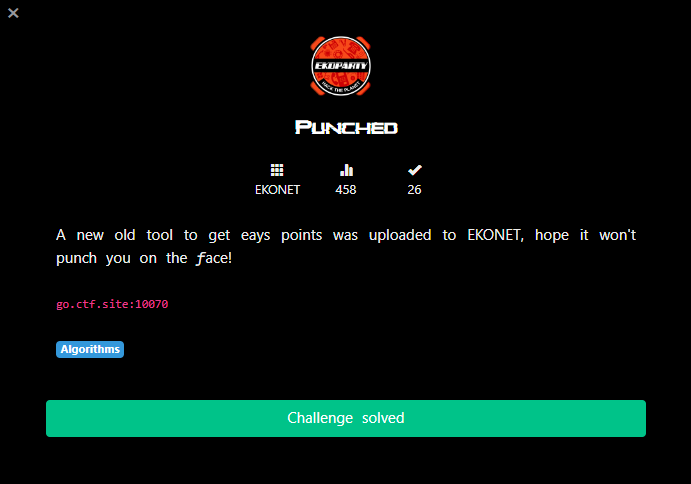 ×
EKOPARTY
HACK THE PLANET
Punched
EKONET 458 26
A new old tool to get eays points was uploaded to EKONET, hope it won't
punch you on the face!
go.ctf.site:10070
Algorithms
Challenge solved